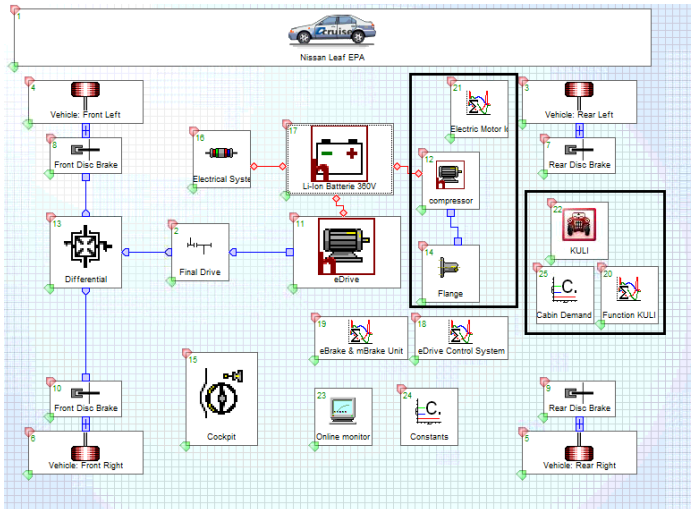 1
Cruise
Nissan Leaf EPA
4
Vehicle: Front Left
21
Electric Motor
3
Vehicle: Rear Left
8
Front Disc Brake
16
Electrical Syste
17
Li-Ion Batterie 360V
12
compressor
7
Rear Disc Brake
13
Differential
2
Final Drive
11
eDrive
14
Flange
22
KULI
25
C.
Cabin Demand
20
Function KULI
19
eBrake & mBrake Unit
18
eDrive Control System
15
Cockpit
10
Front Disc Brake
23
Online monitor
24
C.
Constants
9
Rear Disc Brake
6
Vehicle: Front Right
5
Vehicle: Rear Right